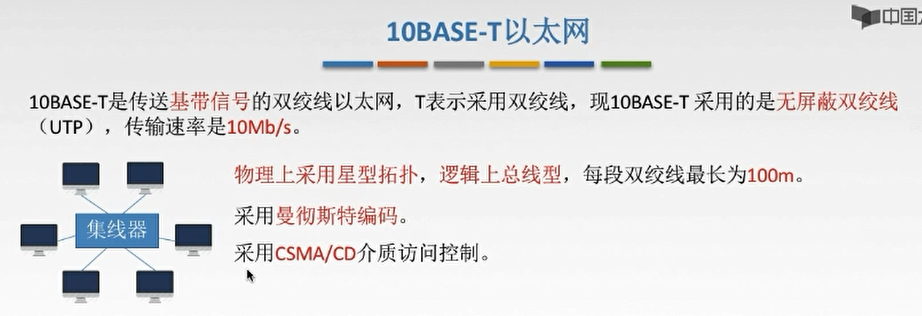 中国
10BASE-T以太网
10BASE-T是传送基带信号的双绞线以太网，T表示采用双绞线，现10BASE-T 采用的是无屏蔽双绞线
（UTP），传输速率是10Mb/s。
物理上采用星型拓扑，逻辑上总线型，每段双绞线最长为100m。
集线器
采用曼彻斯特编码。
采用CSMA/CD介质访问控制。